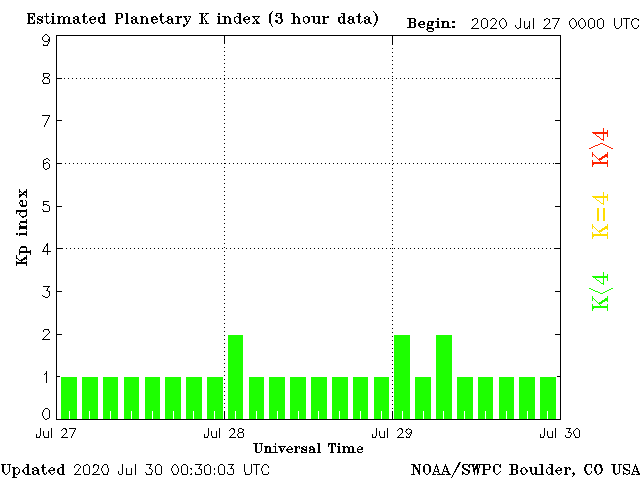 Estimated Planetary K index (3 hour data)
Begin: 2020 Jul 27 0000 UTC
9
8
7
6
5
4
3
2
1
0
Kp index
K>4
K=4
K<4
Jul 27
Jul 28
Jul 29
Jul 30
Universal Time
Updated 2020 Jul 30 00:30:03 UTC
NOAA/SWPC Boulder, CO USA